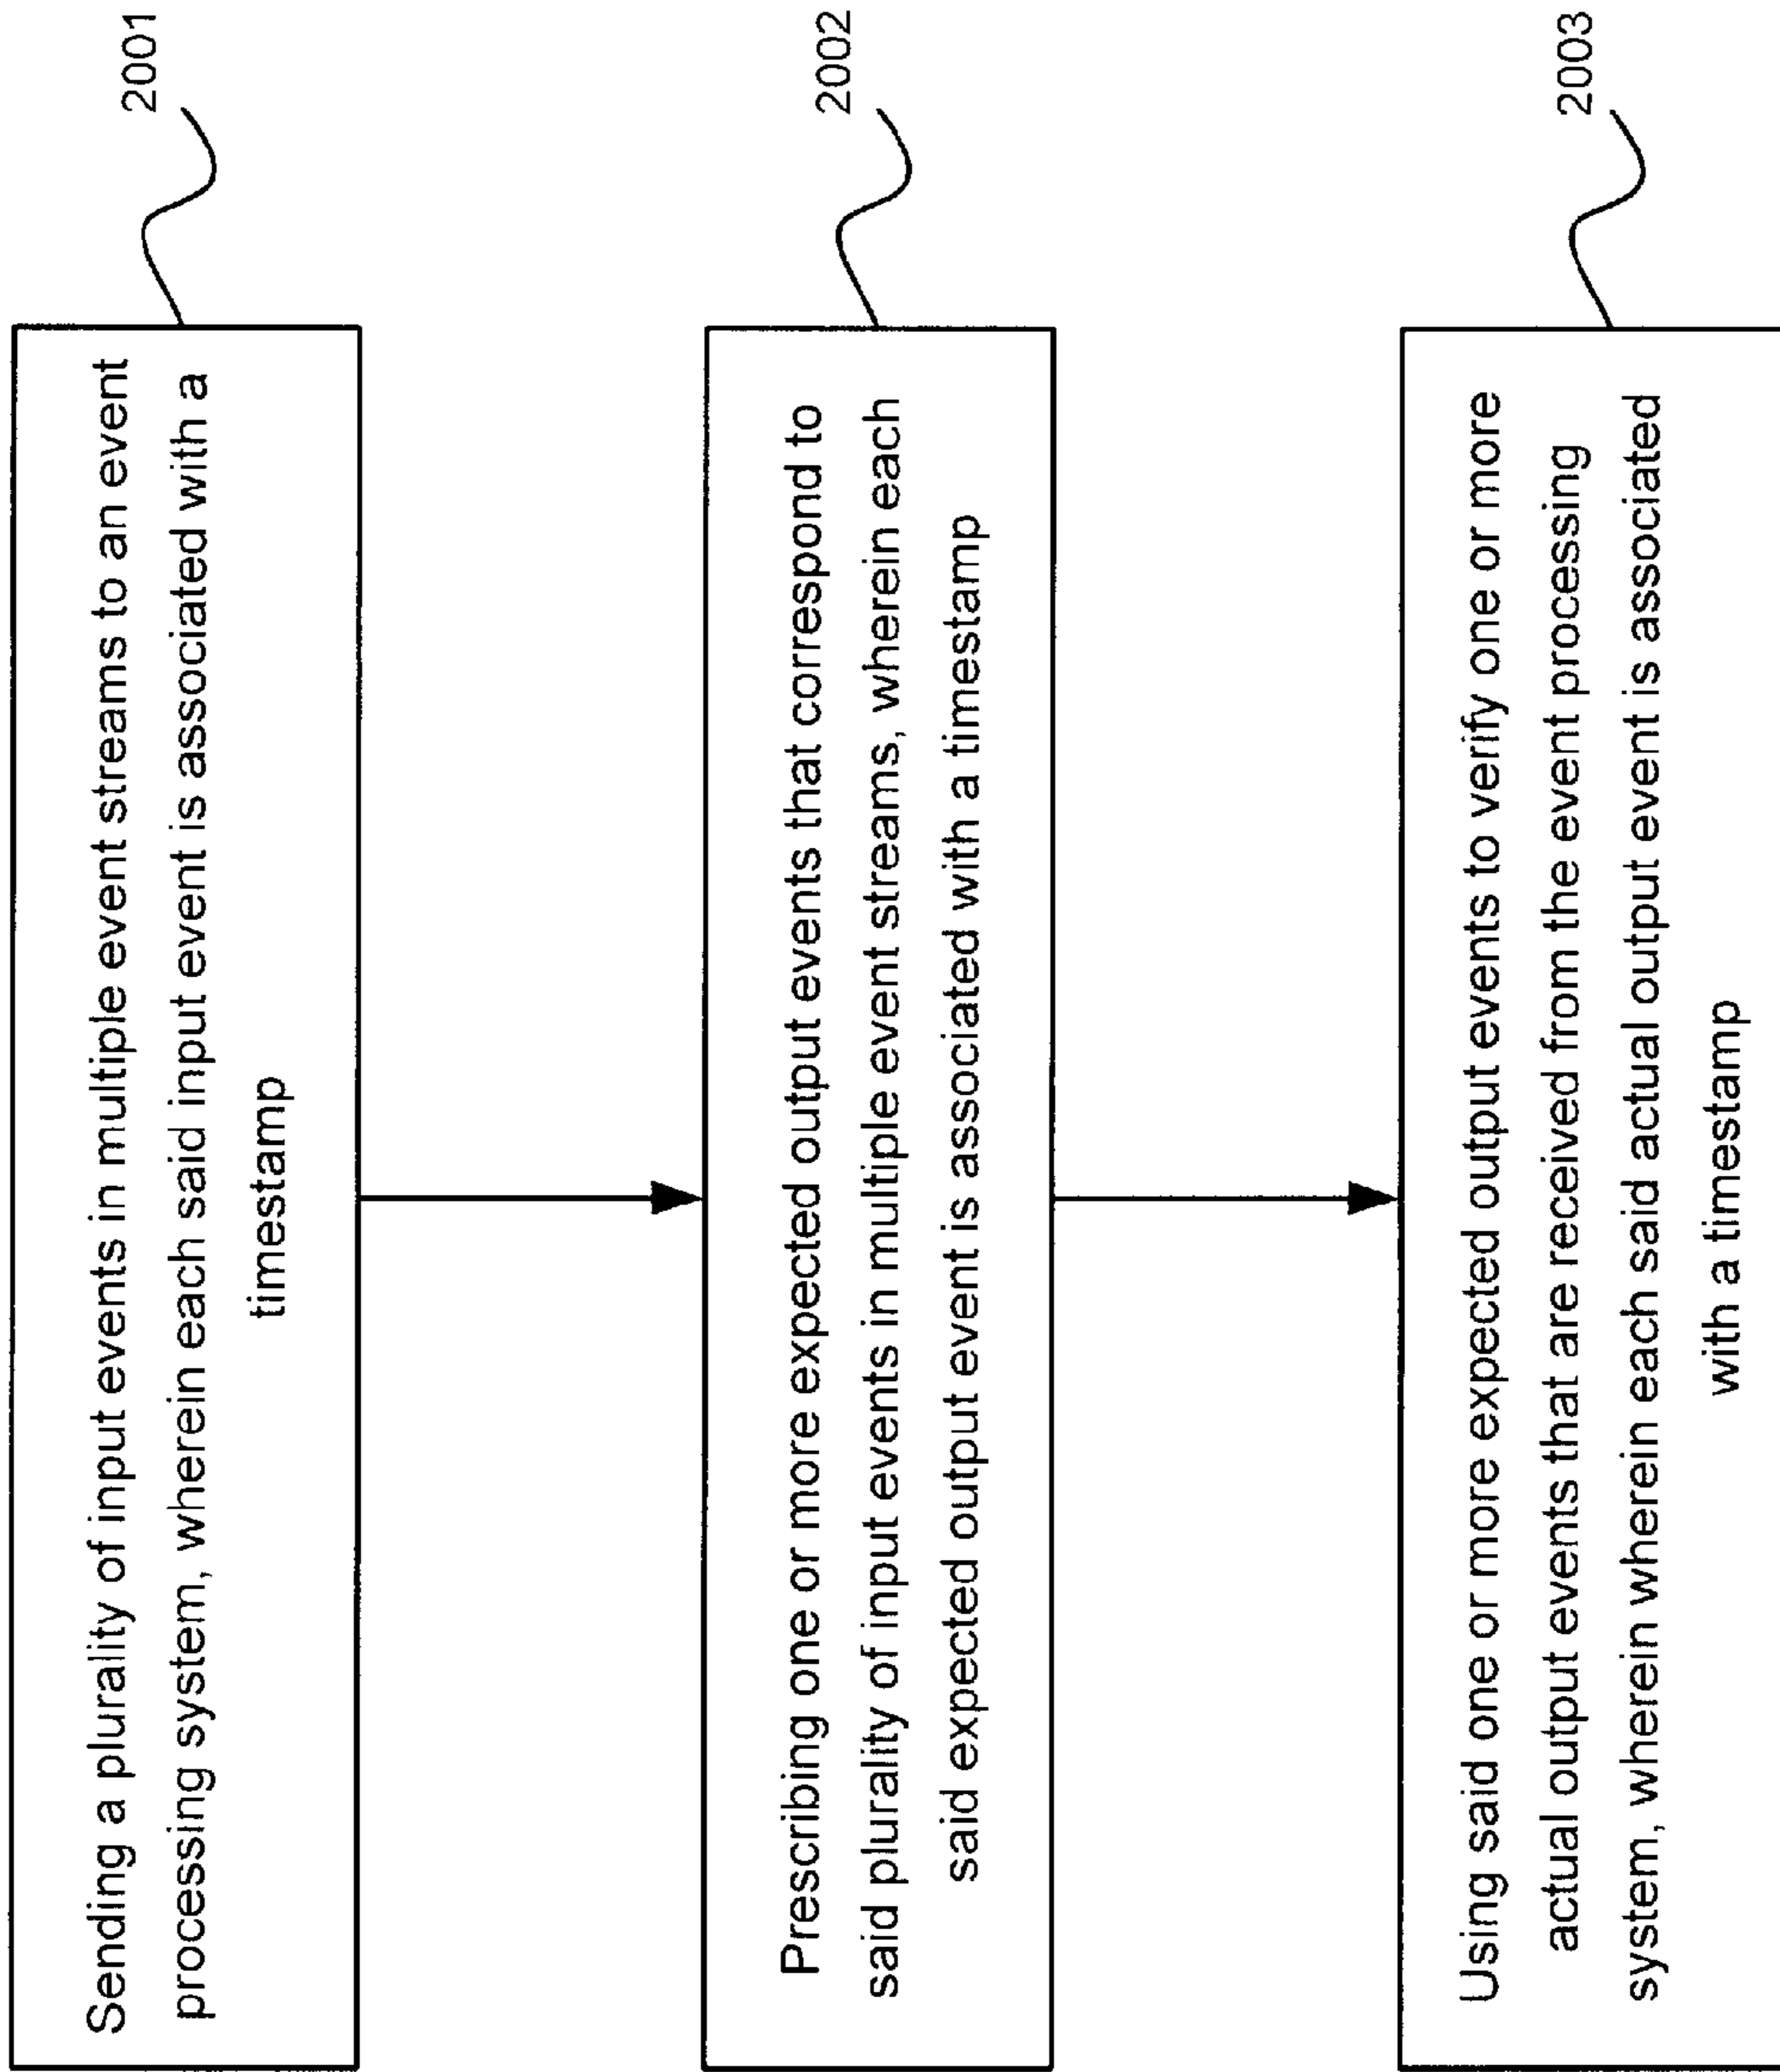 Sending a plurality of input events in multiple event streams to an event
processing system, wherein each said input event is associated with a
timestamp
2001
Prescribing one or more expected output events that correspond to
said plurality of input events in multiple event streams, wherein each
said expected output event is associated with a timestamp
2002
Using said one or more expected output events to verify one or more
actual output events that are received from the event processing
system, wherein wherein each said actual output event is associated
with a timestamp
2003